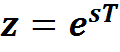 z = e^{sT}